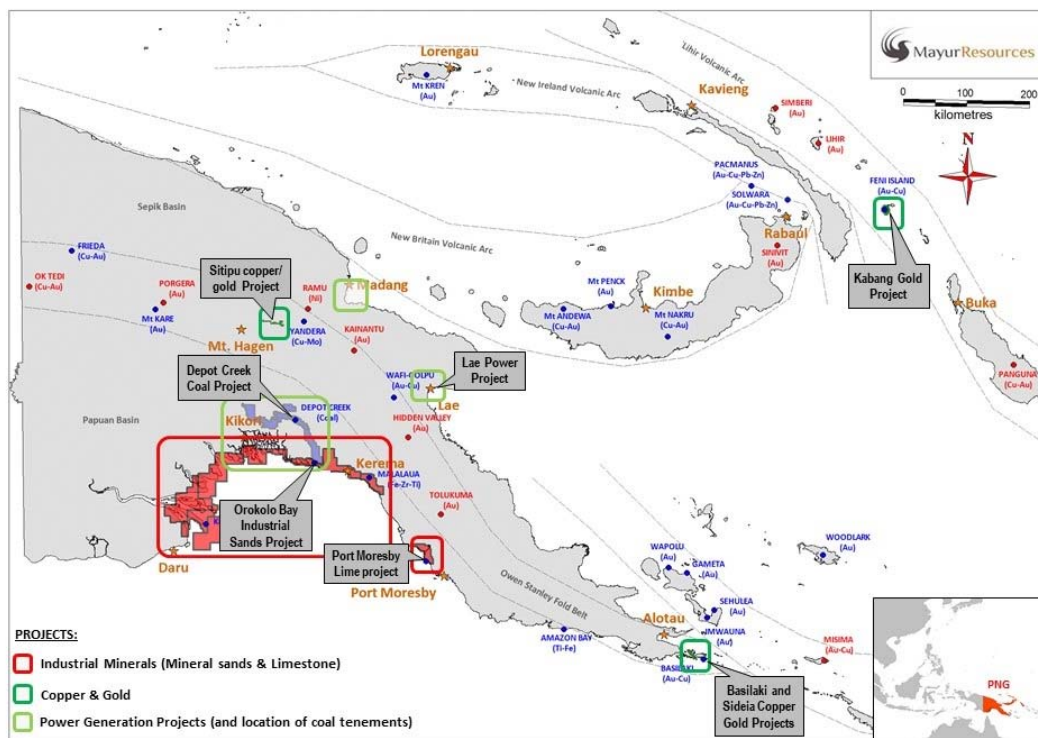 MayurResources
0 100 200
kilometres
N
Lorengau
Mt KREN
(Au)
Lihir Volcanic Arc
New Ireland Volcanic Arc
Kavieng
SIMBERI
(Au)
LIHIR
(Au)
PACMANUS
(Au-Cu-Pb-Zn)
SOLWARA
(Au-Cu-Pb-Zn)
FENI ISLAND
(Au-Cu)
Sepik Basin
New Britain Volcanic Arc
Rabaul
SINIVIT
(Au)
Kabang Gold
Project
FRIEDA
(Cu-Au)
OK TEDI
(Cu-Au)
PORGERA
(Au)
Mt KARE
(Au)
Sitipu copper/
gold Project
RAMU
(Ni)
Madang
Mt PENCK
(Au)
Kimbe
Buka
Mt ANDEWA
(Cu-Au)
Mt NAKRU
(Cu-Au)
YANDERA
(Cu-Mo)
KAINANTU
(Au)
Mt. Hagen
PANGUNA
(Cu-Au)
Depot Creek
Coal Project
WAFI-GOLPU
(Au-Cu)
Lae Power
Project
Lae
Papuan Basin
Kikori
DEPOT CREEK
(Coal)
HIDDEN VALLEY
(Au)
Kerema
MALALAUA
(Fe-Zr-Ti)
Orokolo Bay
Industrial
Sands Project
TOLUKUMA
(Au)
Daru
Port Moresby
Lime project
Port Moresby
Owen Stanley Fold Belt
WOODLARK
(Au)
WAPOLU
(Au)
GAMETA
(Au)
SEHULEA
(Au)
IMWAUNA
(Au)
Alotau
AMAZON BAY
(Ti-Fe)
MISIMA
(Au-Cu)
BASILAKI
(Au-Cu)
Basilaki and
Sideia Copper
Gold Projects
PNG
PROJECTS:
Industrial Minerals (Mineral sands & Limestone)
Copper & Gold
Power Generation Projects (and location of coal tenements)